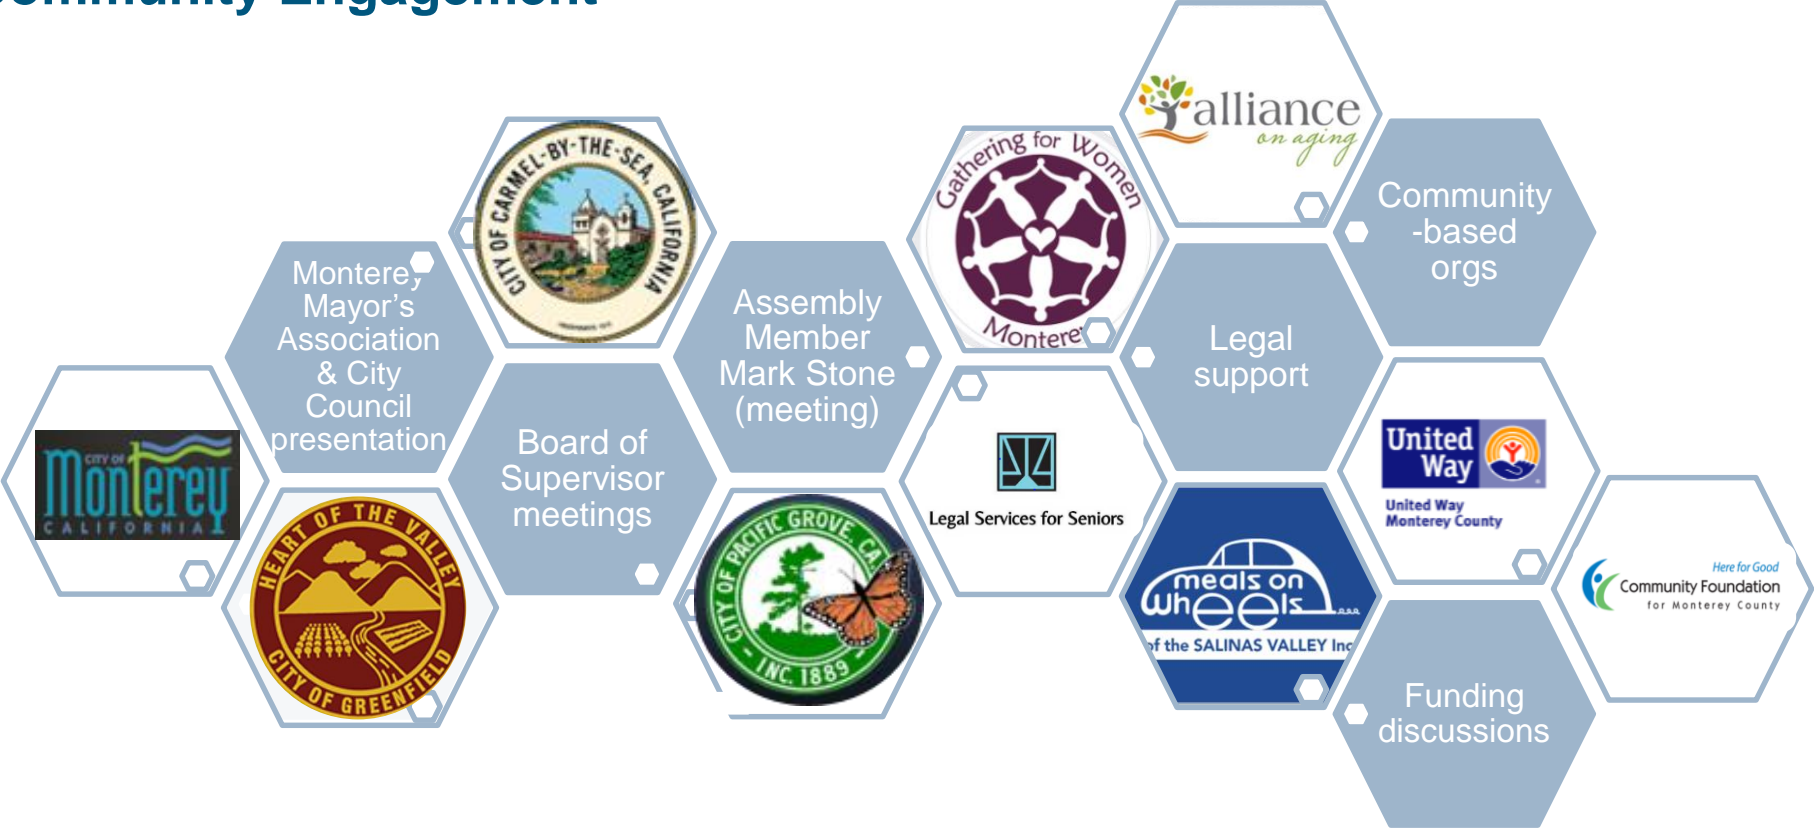 Community Engagement
alliance
on aging
CITY OF CARMEL-BY-THE-SEA, CALIFORNIA
Gathering for Women
Monterey
Community
-based
orgs
Monterey
Mayor’s
Association
& City
Council
presentation
Assembly
Member
Mark Stone
(meeting)
Legal
support
Board of
Supervisor
meetings
CITY OF
Monterey
CALIFORNIA
United
Way
United Way
Monterey County
Legal Services for Seniors
HEART OF THE VALLEY
CITY OF GREENFIELD
CITY OF PACIFIC GROVE, CA.
INC. 1889
meals on
wheels
of the SALINAS VALLEY Inc
Here for Good
Community Foundation
for Monterey County
Funding
discussions